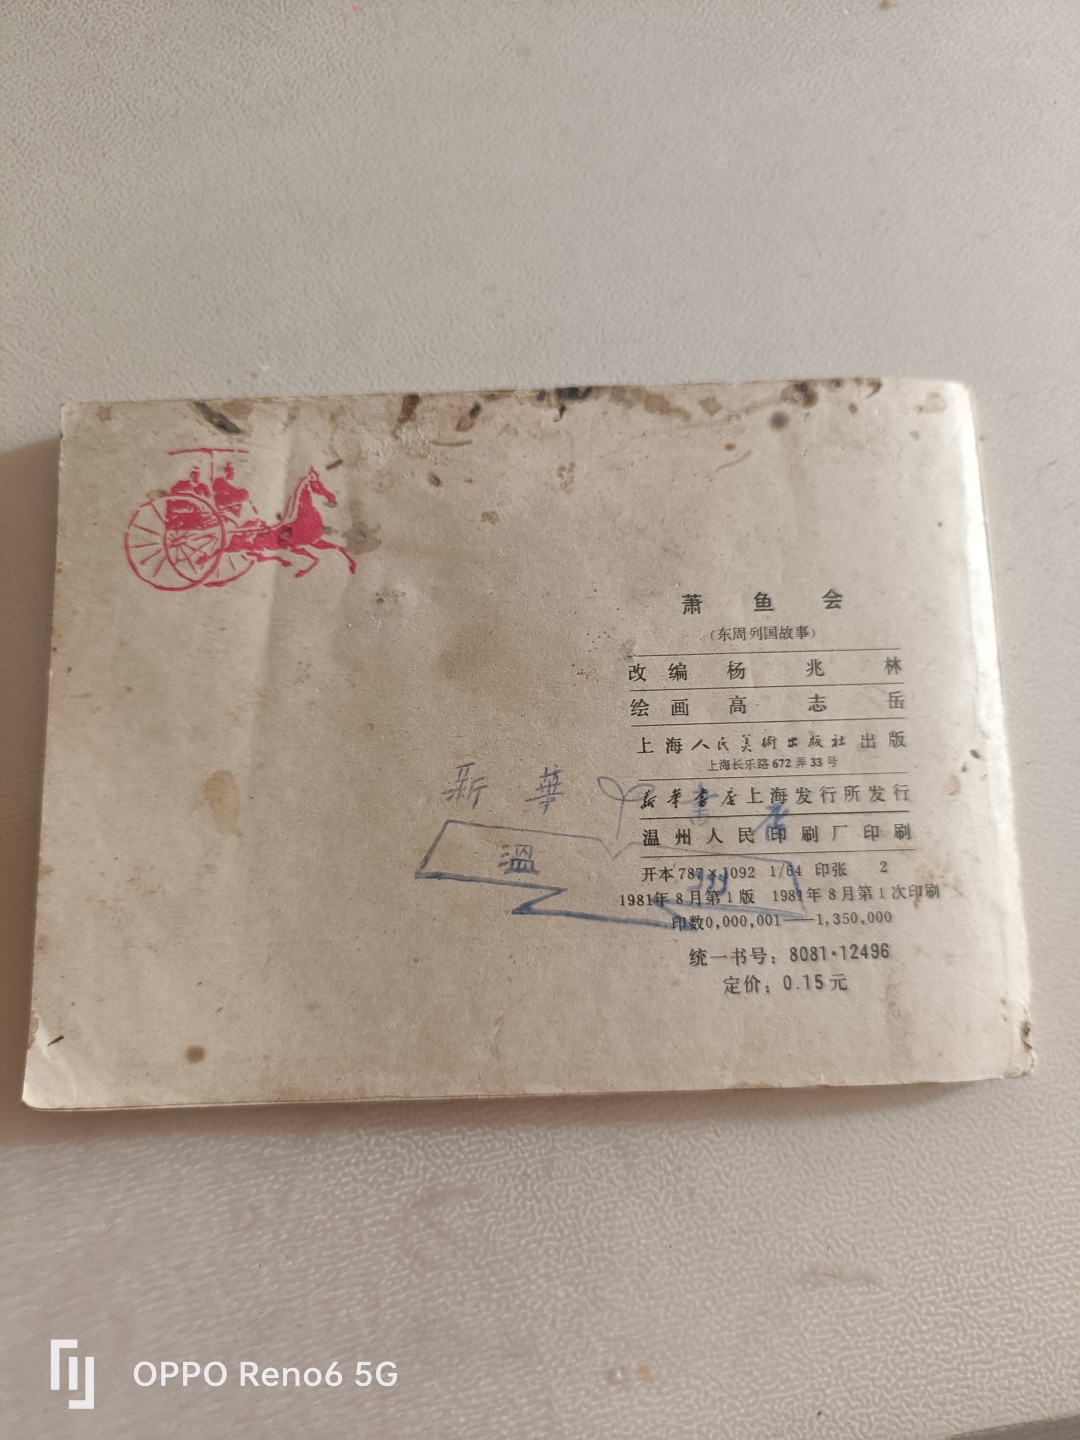 萧鱼会
（东周列国故事）
改编 杨兆林
绘画 高志岳
上海人民美術出版社出版
上海长乐路672弄33号
新华书店上海发行所发行
温州人民印刷厂印刷
开本787×1092 1/64 印张 2
1981年8月第1版 1981年8月第1次印刷
印数0,000,001——1,350,000
统一书号：8081·12496
定价：0.15元
新華
溫州
OPPO Reno6 5G